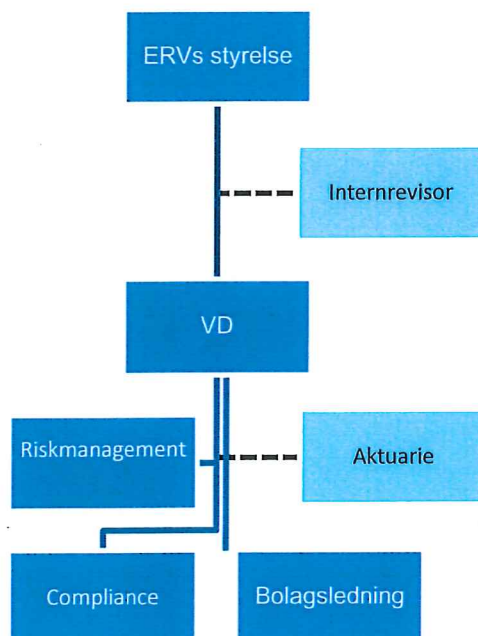 ERVs styrelse
Internrevisor
VD
Riskmanagement
Aktuarie
Compliance
Bolagsledning